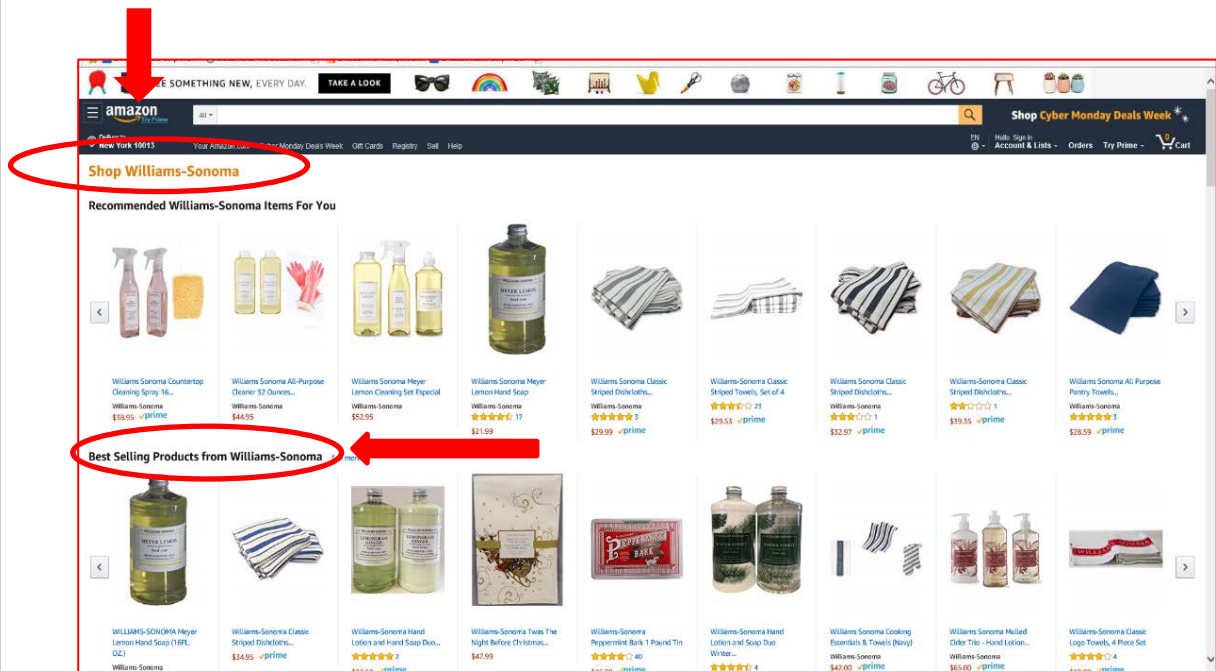 SOMETHING NEW, EVERY DAY. TAKE A LOOK
amazon
Try Prime
All
Shop Cyber Monday Deals Week
New York 10013
Your Amazon.com Cyber Monday Deals Week Gift Cards Registry Sell Help
EN
Hello. Sign in
Account & Lists Orders Try Prime 0 Cart
Shop Williams-Sonoma
Recommended Williams-Sonoma Items For You
MEYER LEMON
Williams Sonoma Countertop
Cleaning Spray 16...
Williams-Sonoma
$38.95 prime
Williams Sonoma All-Purpose
Cleaner 32 Ounces...
Williams-Sonoma
$44.95
Williams Sonoma Meyer
Lemon Cleaning Set Especial
Williams-Sonoma
$52.95
Williams Sonoma Meyer
Lemon Hand Soap
Williams-Sonoma
17
$21.99
Williams Sonoma Classic
Striped Dishcloths...
Williams-Sonoma
3
$29.99 prime
Williams-Sonoma Classic
Striped Towels, Set of 4
23
$29.53 prime
Williams Sonoma Classic
Striped Dishcloths...
Williams-Sonoma
1
$32.97 prime
Williams-Sonoma Classic
Striped Dishcloths...
1
$39.35 prime
Williams Sonoma All Purpose
Pantry Towels...
Williams-Sonoma
3
$28.59 prime
Best Selling Products from Williams-Sonoma
MEYER LEMON
LEMONGRASS
GINGER
PEPPERMINT
BARK
WILLIAMS-SONOMA Meyer
Lemon Hand Soap (16FL.
OZ.)
Williams-Sonoma
Williams-Sonoma Classic
Striped Dishcloths...
$34.95 prime
Williams-Sonoma Hand
Lotion and Hand Soap Duo...
2
Williams-Sonoma Twas The
Night Before Christmas...
$47.99
Williams-Sonoma
Peppermint Bark 1 Pound Tin
40
Williams-Sonoma Hand
Lotion and Soap Duo
Winter...
4
Williams Sonoma Cooking
Essentials & Towels (Navy)
Williams-Sonoma
$42.00 prime
Williams Sonoma Mulled
Cider Trio - Hand Lotion...
Williams-Sonoma
$65.00 prime
Williams-Sonoma Classic
Logo Towels, 4 Piece Set
4